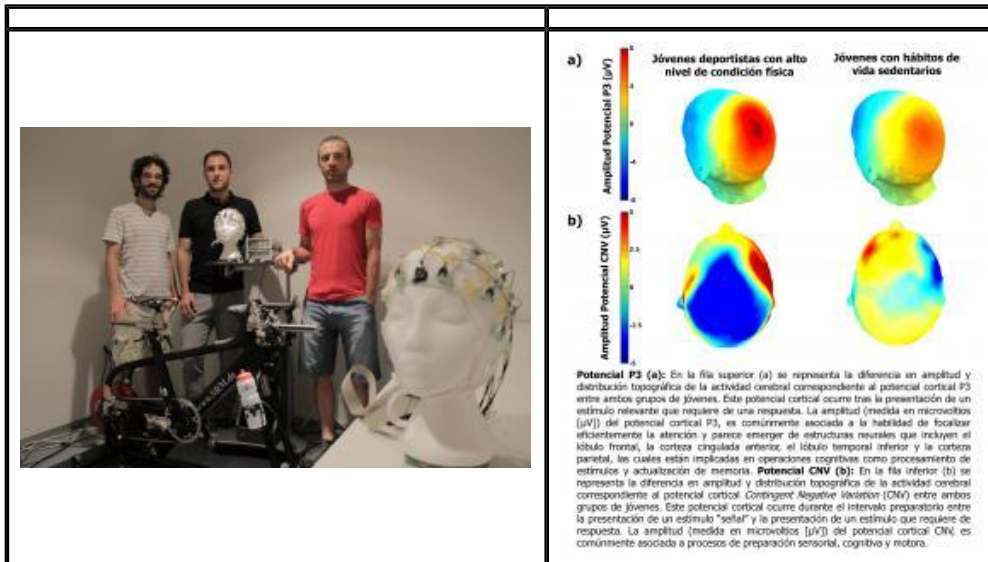 a)
Jóvenes deportistas con alto
nivel de condición física
Jóvenes con hábitos de
vida sedentarios
Amplitud Potencial P3 (µV)
b)
Amplitud Potencial CNV (µV)
Potencial P3 (a): En la fila superior (a) se representa la diferencia en amplitud y
distribución topográfica de la actividad cerebral correspondiente al potencial cortical P3
entre ambos grupos de jóvenes. Este potencial cortical ocurre tras la presentación de un
estímulo relevante que requiere de una respuesta. La amplitud (medida en microvoltios
[µV]) del potencial cortical P3, es comúnmente asociada a la habilidad de focalizar
eficientemente la atención y parece emerger de estructuras neurales que incluyen el
lóbulo frontal, la corteza cingulada anterior, el lóbulo temporal inferior y la corteza
parietal, las cuales están implicadas en operaciones cognitivas como procesamiento de
estímulos y actualización de memoria. Potencial CNV (b): En la fila inferior (b) se
representa la diferencia en amplitud y distribución topográfica de la actividad cerebral
correspondiente al potencial cortical Contingent Negative Variation (CNV) entre ambos
grupos de jóvenes. Este potencial cortical ocurre durante el intervalo preparatorio entre
la presentación de un estímulo "señal" y la presentación de un estímulo que requiere de
respuesta. La amplitud (medida en microvoltios [µV]) del potencial cortical CNV, es
comúnmente asociada a procesos de preparación sensorial, cognitiva y motora.